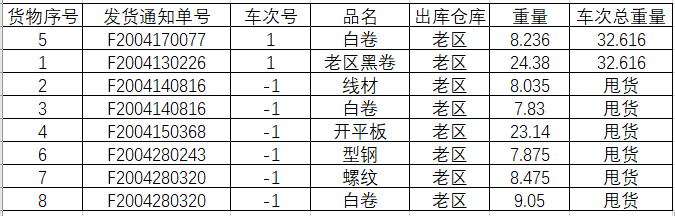 货物序号 发货通知单号 车次号 品名 出库仓库 重量 车次总重量
5 F2004170077 1 白卷 老区 8.236 32.616
1 F2004130226 1 老区黑卷 老区 24.38 32.616
2 F2004140816 -1 线材 老区 8.035 甩货
3 F2004140816 -1 白卷 老区 7.83 甩货
4 F2004150368 -1 开平板 老区 23.14 甩货
6 F2004280243 -1 型钢 老区 7.875 甩货
7 F2004280320 -1 螺纹 老区 8.475 甩货
8 F2004280320 -1 白卷 老区 9.05 甩货